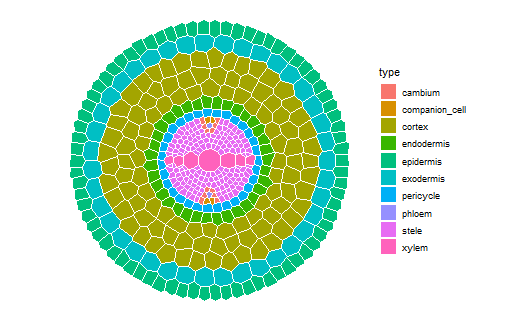 type
cambium
companion_cell
cortex
endodermis
epidermis
exodermis
pericycle
phloem
stele
xylem